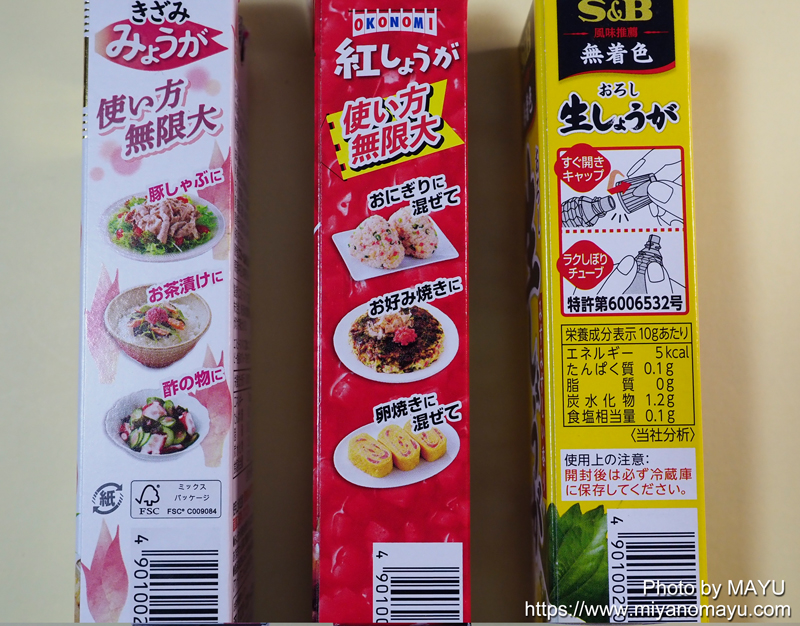 きざみ
みょうが
使い方
無限大
豚しゃぶに
お茶漬けに
酢の物に
紙
FSC
ミックス
パッケージ
FSC® C009084
4 901002
OKONOMI
紅しょうが
使い方
無限大
おにぎりに
混ぜて
お好み焼きに
卵焼きに
混ぜて
4 90100
S&B
風味推薦
無着色
おろし
生しょうが
すぐ開き
キャップ
ラクしぼり
チューブ
特許第6006532号
栄養成分表示10gあたり
エネルギー 5kcal
たんぱく質 0.1g
脂質 0g
炭水化物 1.2g
食塩相当量 0.1g
〈当社分析〉
使用上の注意:
開封後は必ず冷蔵庫
に保存してください。
4 901002
Photo by MAYU
https://www.miyanomayu.com/